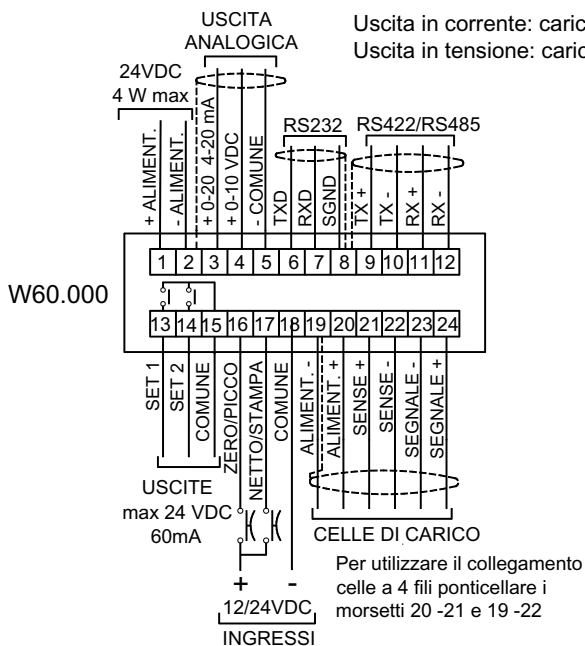 USCITA
ANALOGICA
Uscita in corrente: caric
Uscita in tensione: caric
24VDC
4 W max
RS232
RS422/RS485
+ ALIMENT.
- ALIMENT.
+ 0-20 4-20 mA
+ 0-10 VDC
- COMUNE
TXD
RXD
SGND
TX +
TX -
RX +
RX -
1 2 3 4 5 6 7 8 9 10 11 12
W60.000
13 14 15 16 17 18 19 20 21 22 23 24
SET 1
SET 2
COMUNE
ZERO/PICCO
NETTO/STAMPA
COMUNE
ALIMENT. -
ALIMENT. +
SENSE +
SENSE -
SEGNALE -
SEGNALE +
USCITE
max 24 VDC
60mA
CELLE DI CARICO
+ -
12/24VDC
INGRESSI
Per utilizzare il collegamento
celle a 4 fili ponticellare i
morsetti 20 -21 e 19 -22